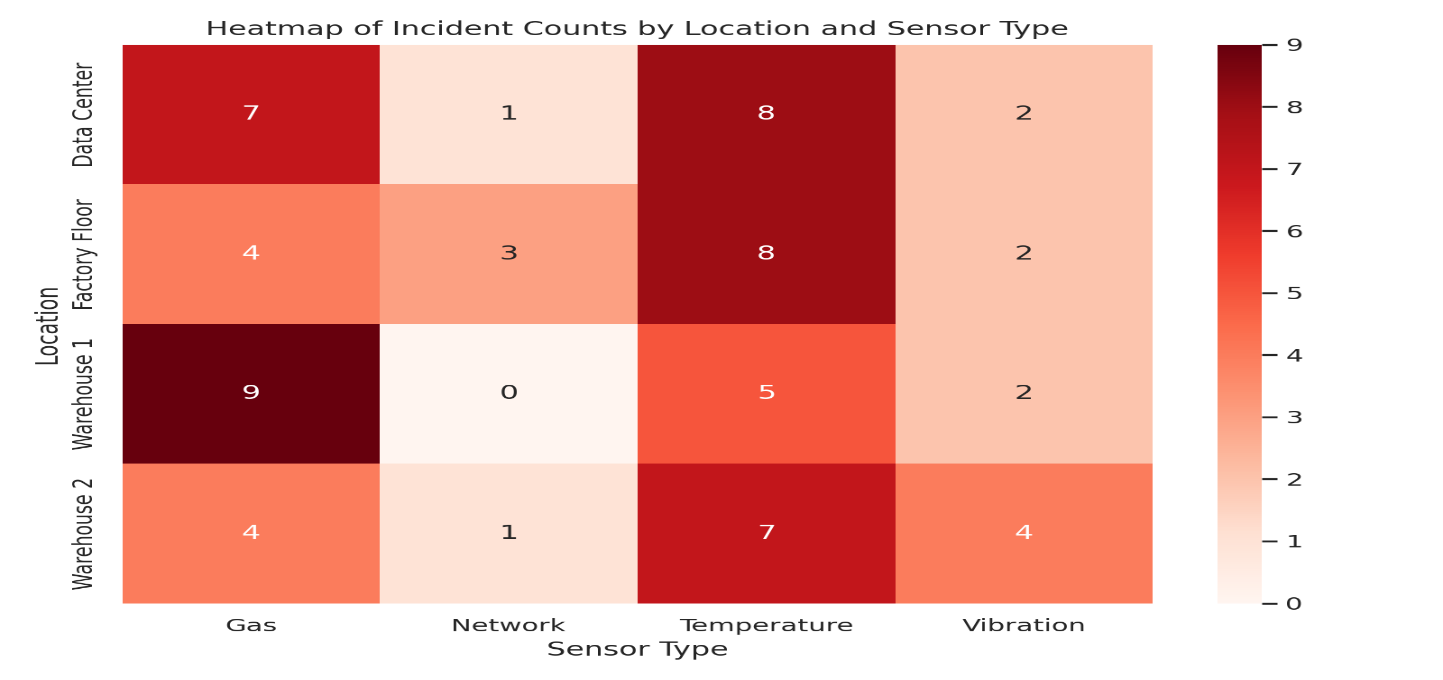 Heatmap of Incident Counts by Location and Sensor Type
Location
Data Center
7 1 8 2
Factory Floor
4 3 8 2
Warehouse 1
9 0 5 2
Warehouse 2
4 1 7 4
Gas Network Temperature Vibration
Sensor Type
9
8
7
6
5
4
3
2
1
0